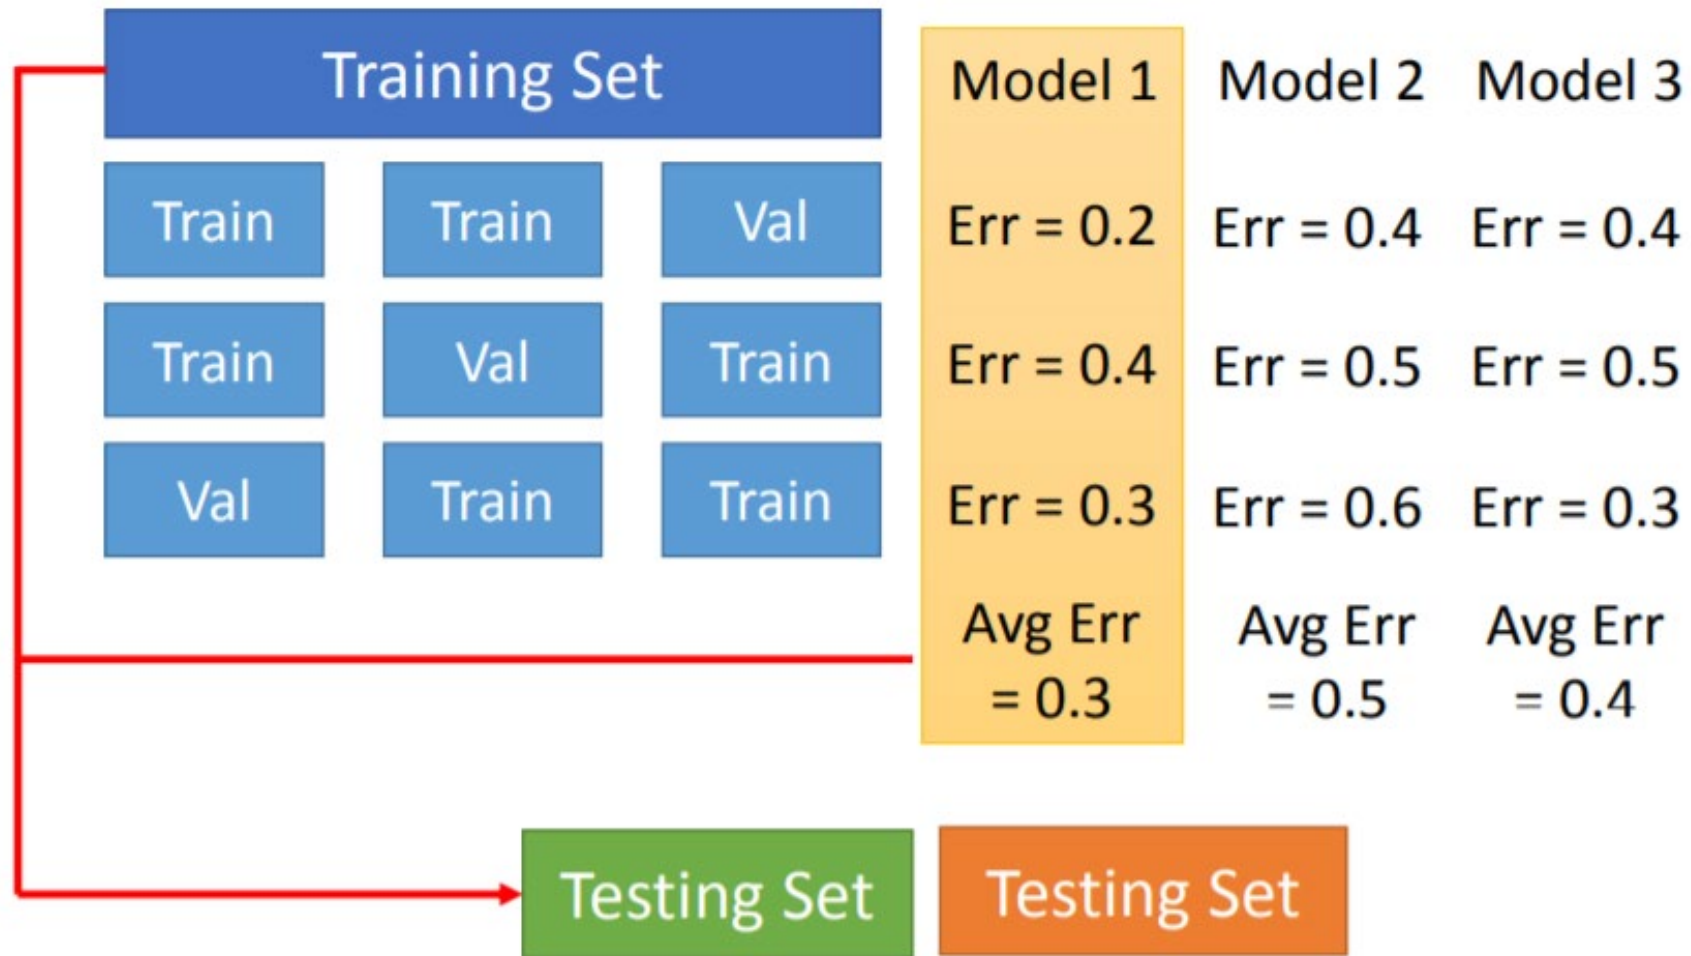 Training Set
Model 1 Model 2 Model 3
Train Train Val Err = 0.2 Err = 0.4 Err = 0.4
Train Val Train Err = 0.4 Err = 0.5 Err = 0.5
Val Train Train Err = 0.3 Err = 0.6 Err = 0.3
Avg Err Avg Err Avg Err
= 0.3 = 0.5 = 0.4
Testing Set Testing Set